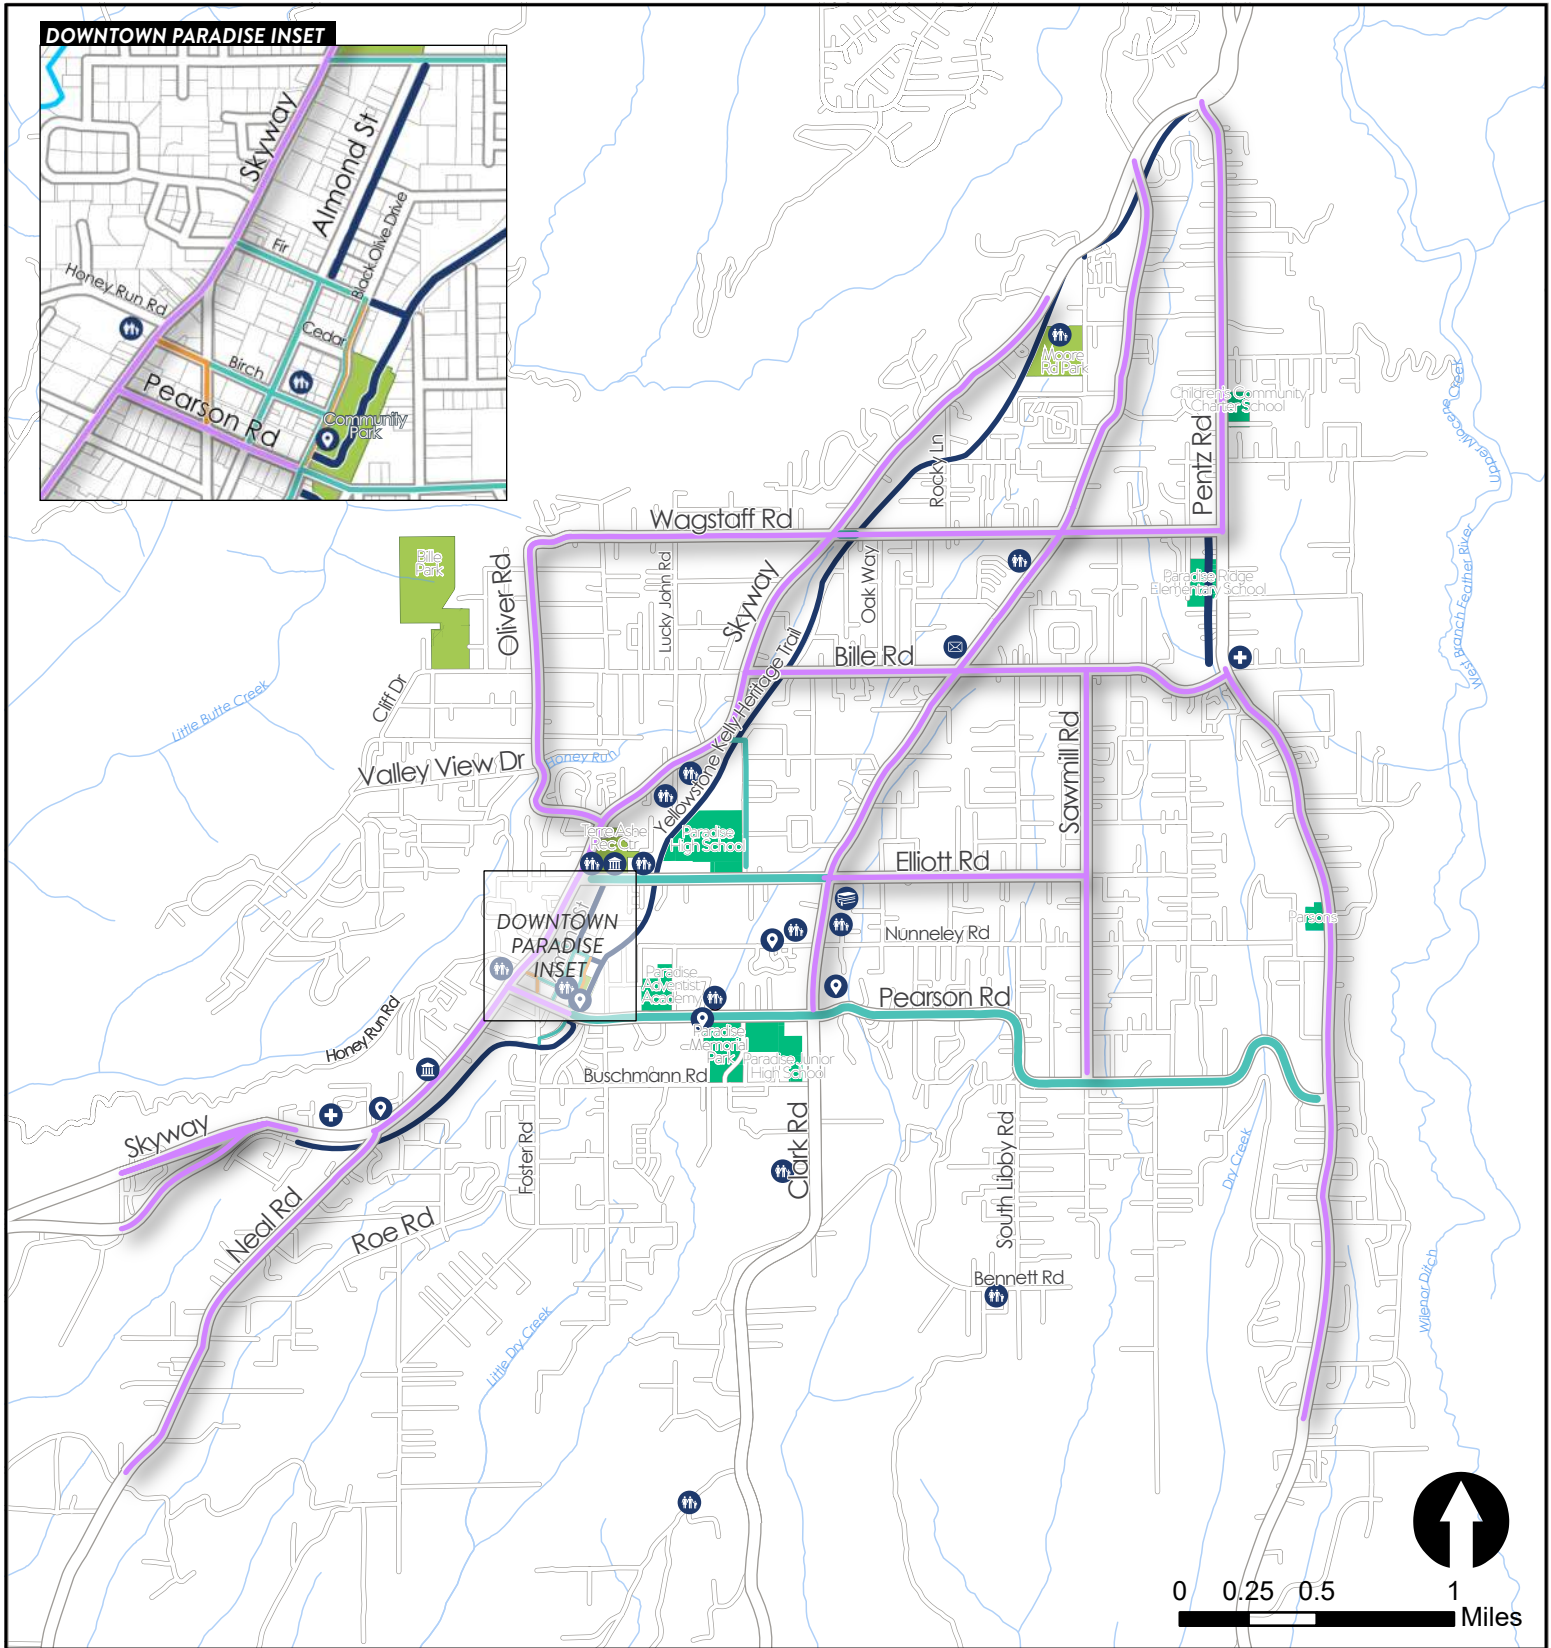 DOWNTOWN PARADISE INSET
Skyway
Almond St
Black Olive Drive
Fir
Honey Run Rd
Cedar
Birch
Pearson Rd
Community
Park
Moore
Rd Park
Children's Community
Charter School
Upper Miocene Creek
Rocky Ln
Pentz Rd
Wagstaff Rd
Bille
Park
Oliver Rd
Lucky John Rd
Skyway
Oak Way
Paradise Ridge
Elementary School
West Branch Feather River
Yellowstone Kelly Heritage Trail
Bille Rd
Cliff Dr
Little Butte Creek
Sawmill Rd
Valley View Dr
Honey Run
Terre Ashe
Rec Ctr
Paradise
High School
Elliott Rd
DOWNTOWN
PARADISE
INSET
Nunneley Rd
Parsons
Paradise
Adventist
Academy
Pearson Rd
Honey Run Rd
Paradise
Memorial
Park
Paradise Junior
High School
Buschmann Rd
Skyway
Foster Rd
Clark Rd
South Libby Rd
Dry Creek
Neal Rd
Roe Rd
Bennett Rd
Wilenor Ditch
Little Dry Creek
0 0.25 0.5 1
Miles